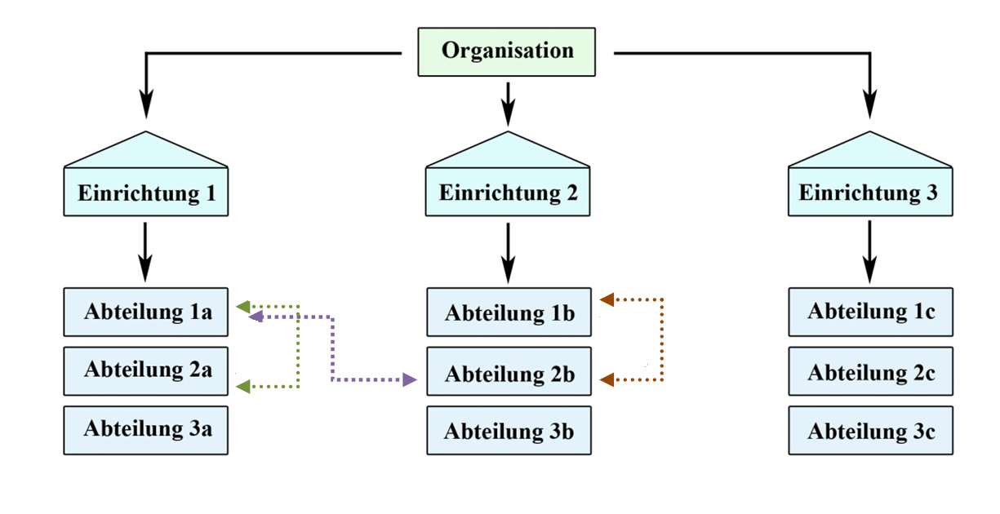 Organisation
Einrichtung 1
Einrichtung 2
Einrichtung 3
Abteilung 1a
Abteilung 1b
Abteilung 1c
Abteilung 2a
Abteilung 2b
Abteilung 2c
Abteilung 3a
Abteilung 3b
Abteilung 3c